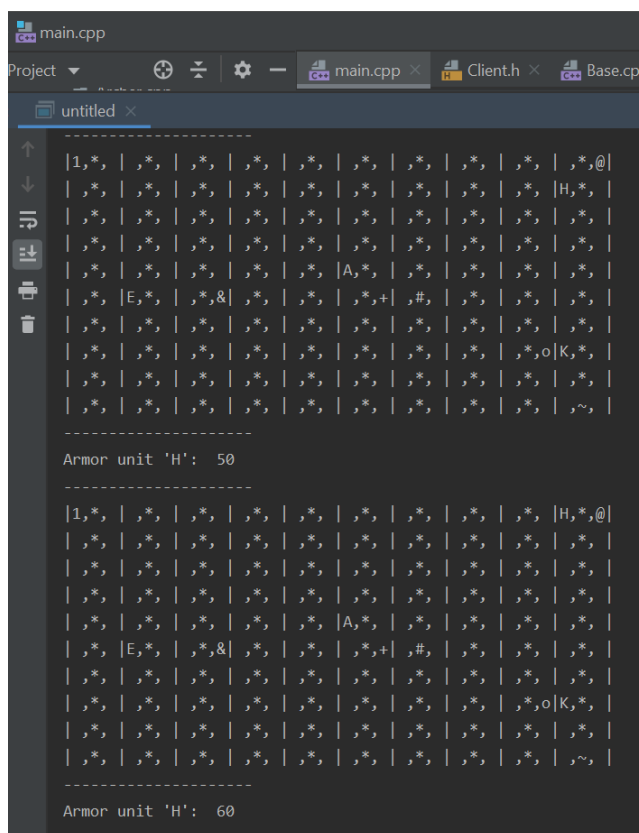 main.cpp
Project main.cpp Client.h Base.cp
untitled
---------------------
|1,*, | ,*, | ,*, | ,*, | ,*, | ,*, | ,*, | ,*, | ,*, | ,*,@|
| ,*, | ,*, | ,*, | ,*, | ,*, | ,*, | ,*, | ,*, | ,*, |H,*, |
| ,*, | ,*, | ,*, | ,*, | ,*, | ,*, | ,*, | ,*, | ,*, | ,*, |
| ,*, | ,*, | ,*, | ,*, | ,*, | ,*, | ,*, | ,*, | ,*, | ,*, |
| ,*, | ,*, | ,*, | ,*, | ,*, |A,*, | ,*, | ,*, | ,*, | ,*, |
| ,*, |E,*, | ,*,&| ,*, | ,*, | ,*,+| ,#, | ,*, | ,*, | ,*, |
| ,*, | ,*, | ,*, | ,*, | ,*, | ,*, | ,*, | ,*, | ,*, | ,*, |
| ,*, | ,*, | ,*, | ,*, | ,*, | ,*, | ,*, | ,*, | ,*,o|K,*, |
| ,*, | ,*, | ,*, | ,*, | ,*, | ,*, | ,*, | ,*, | ,*, | ,*, |
| ,*, | ,*, | ,*, | ,*, | ,*, | ,*, | ,*, | ,*, | ,*, | ,~, |
---------------------
Armor unit 'H':  50
---------------------
|1,*, | ,*, | ,*, | ,*, | ,*, | ,*, | ,*, | ,*, | ,*, |H,*,@|
| ,*, | ,*, | ,*, | ,*, | ,*, | ,*, | ,*, | ,*, | ,*, | ,*, |
| ,*, | ,*, | ,*, | ,*, | ,*, | ,*, | ,*, | ,*, | ,*, | ,*, |
| ,*, | ,*, | ,*, | ,*, | ,*, | ,*, | ,*, | ,*, | ,*, | ,*, |
| ,*, | ,*, | ,*, | ,*, | ,*, |A,*, | ,*, | ,*, | ,*, | ,*, |
| ,*, |E,*, | ,*,&| ,*, | ,*, | ,*,+| ,#, | ,*, | ,*, | ,*, |
| ,*, | ,*, | ,*, | ,*, | ,*, | ,*, | ,*, | ,*, | ,*, | ,*, |
| ,*, | ,*, | ,*, | ,*, | ,*, | ,*, | ,*, | ,*, | ,*,o|K,*, |
| ,*, | ,*, | ,*, | ,*, | ,*, | ,*, | ,*, | ,*, | ,*, | ,*, |
| ,*, | ,*, | ,*, | ,*, | ,*, | ,*, | ,*, | ,*, | ,*, | ,~, |
---------------------
Armor unit 'H':  60